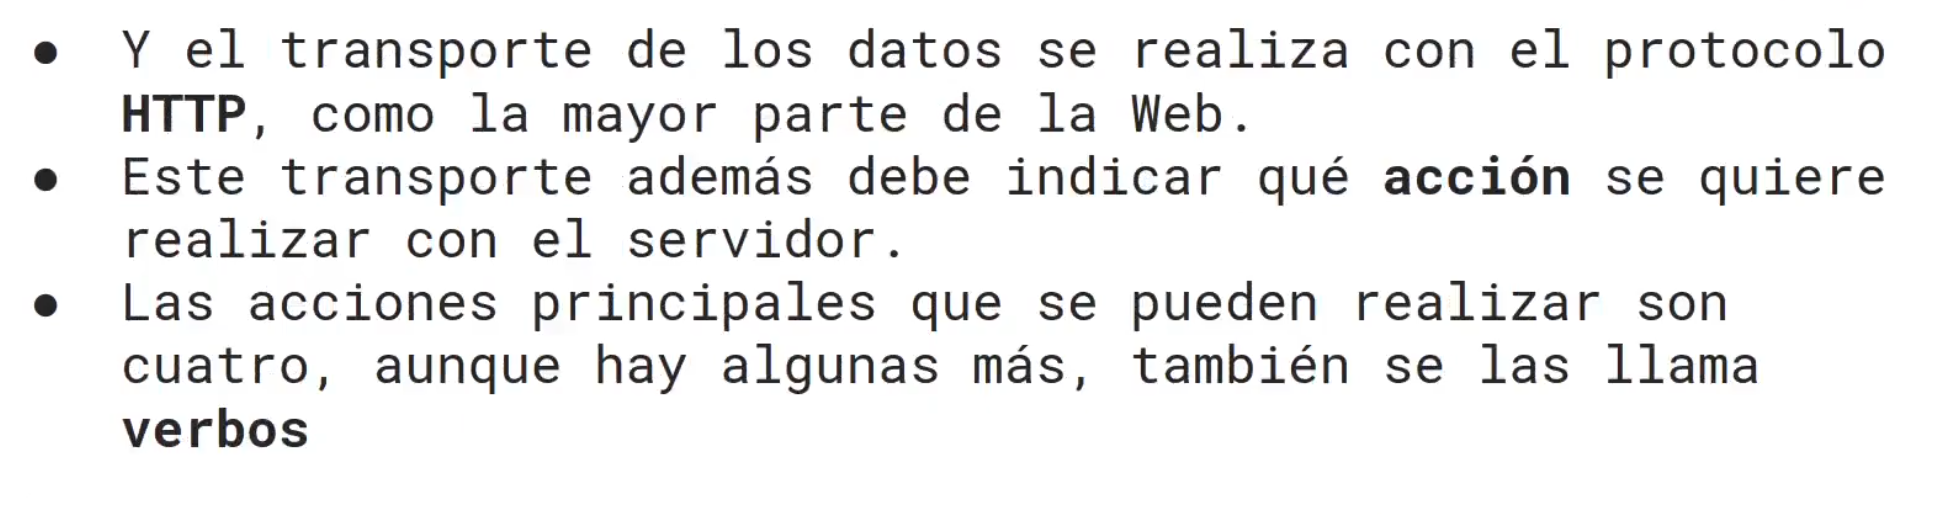 ● Y el transporte de los datos se realiza con el protocolo
HTTP, como la mayor parte de la Web.
● Este transporte además debe indicar qué acción se quiere
realizar con el servidor.
● Las acciones principales que se pueden realizar son
cuatro, aunque hay algunas más, también se las llama
verbos